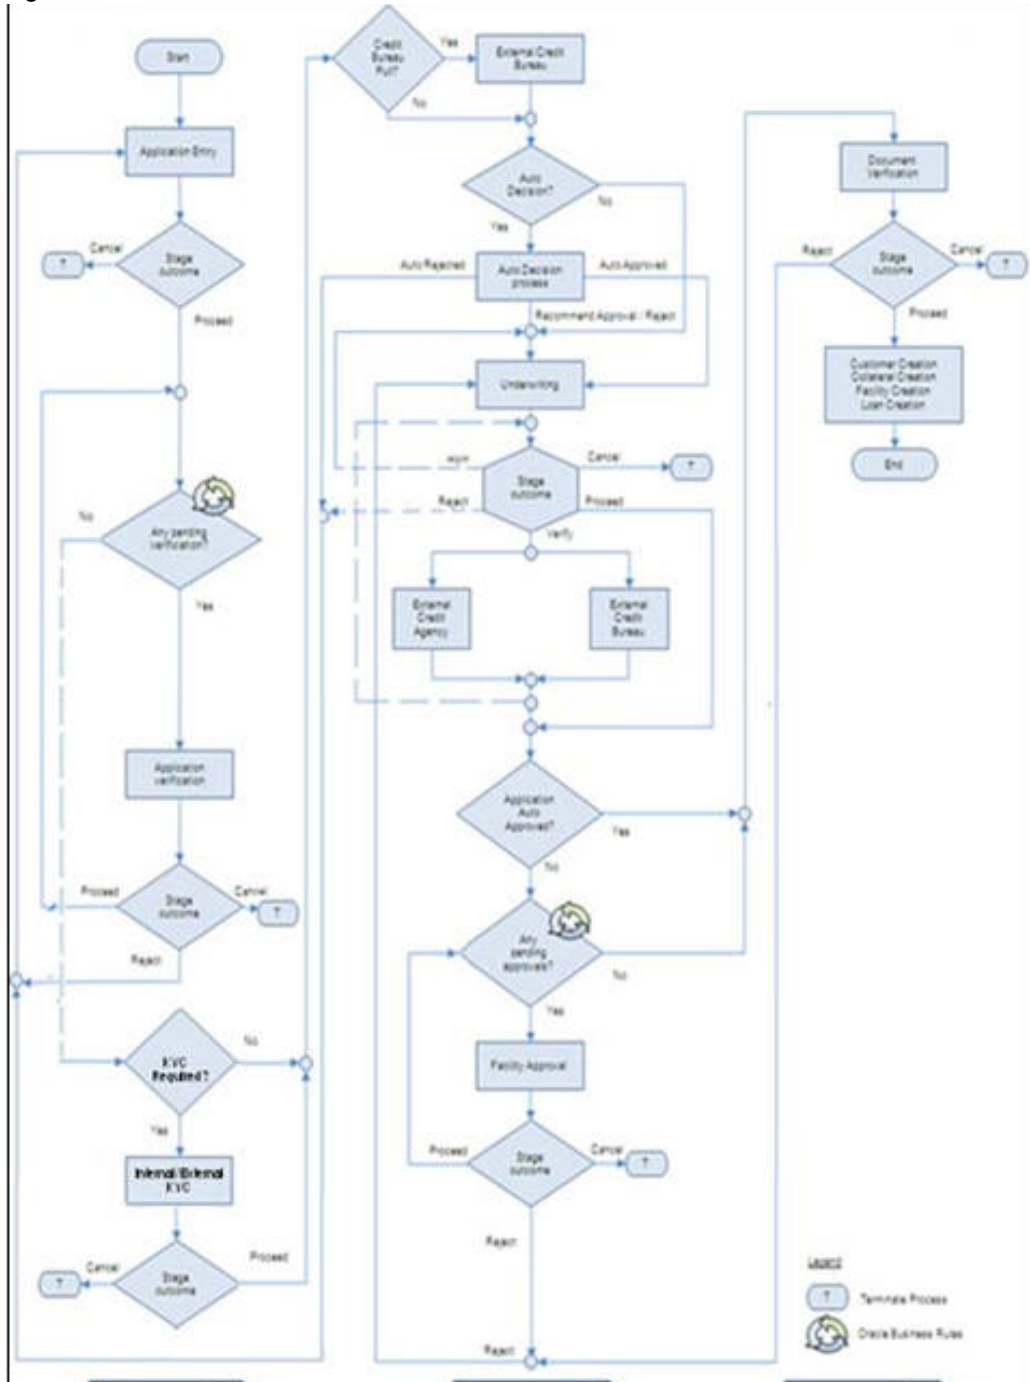 Start
Application Entry
Cancel
T
Stage
outcome
Proceed
No
Any pending
verification?
Yes
Application
verification
Proceed
Stage
outcome
Cancel
T
Reject
KYC
Required?
No
Yes
Internal/External
KYC
Cancel
T
Stage
outcome
Proceed
Credit
Bureau
Pull?
Yes
External Credit
Bureau
No
Auto
Decision?
No
Yes
Auto Rejected
Auto Decision
process
Auto Approved
Recommend Approval / Reject
Underwriting
Cancel
T
Stage
outcome
Reject
Proceed
Verify
External
Credit
Agency
External
Credit
Bureau
Application
Auto
Approved?
Yes
No
Any
pending
approvals?
No
Yes
Facility Approval
Proceed
Stage
outcome
Cancel
T
Reject
Reject
Document
Verification
Reject
Stage
outcome
Cancel
T
Proceed
Customer Creation
Collateral Creation
Facility Creation
Loan Creation
End
Legend
T
Terminate Process
Oracle Business Rules